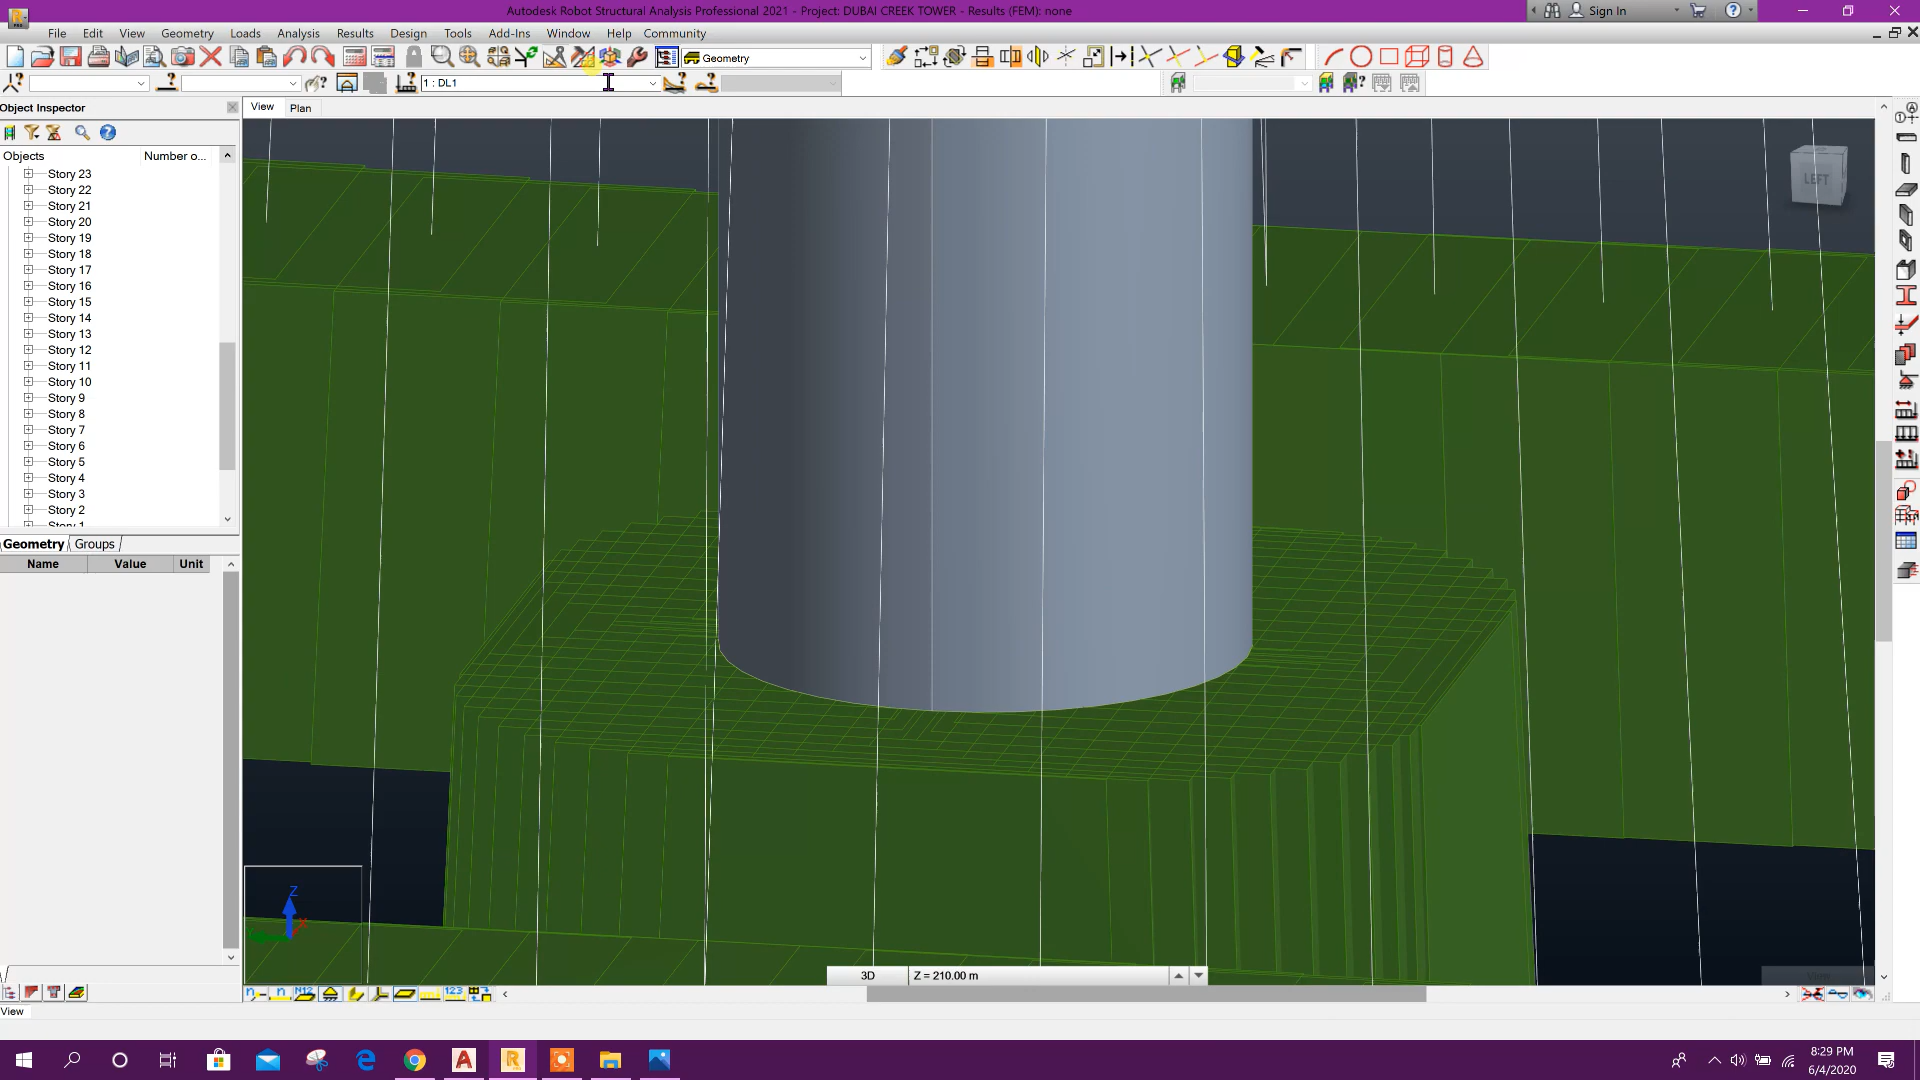 Autodesk Robot Structural Analysis Professional 2021 - Project: DUBAI CREEK TOWER - Results (FEM): none
Sign In
File Edit View Geometry Loads Analysis Results Design Tools Add-Ins Window Help Community
Geometry
1 : DL1
Object Inspector
View Plan
Objects Number o...
Story 23
Story 22
Story 21
Story 20
Story 19
Story 18
Story 17
Story 16
Story 15
Story 14
Story 13
Story 12
Story 11
Story 10
Story 9
Story 8
Story 7
Story 6
Story 5
Story 4
Story 3
Story 2
Story 1
Geometry Groups
Name Value Unit
LEFT
Z
3D Z = 210.00 m
View
8:29 PM
6/4/2020